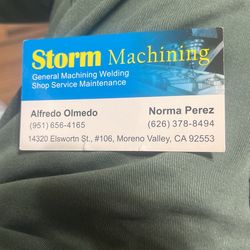 Storm Machining
General Machining Welding
Shop Service Maintenance
Alfredo Olmedo Norma Perez
(951) 656-4165 (626) 378-8494
14320 Elswortn St., #106, Moreno Valley, CA 92553